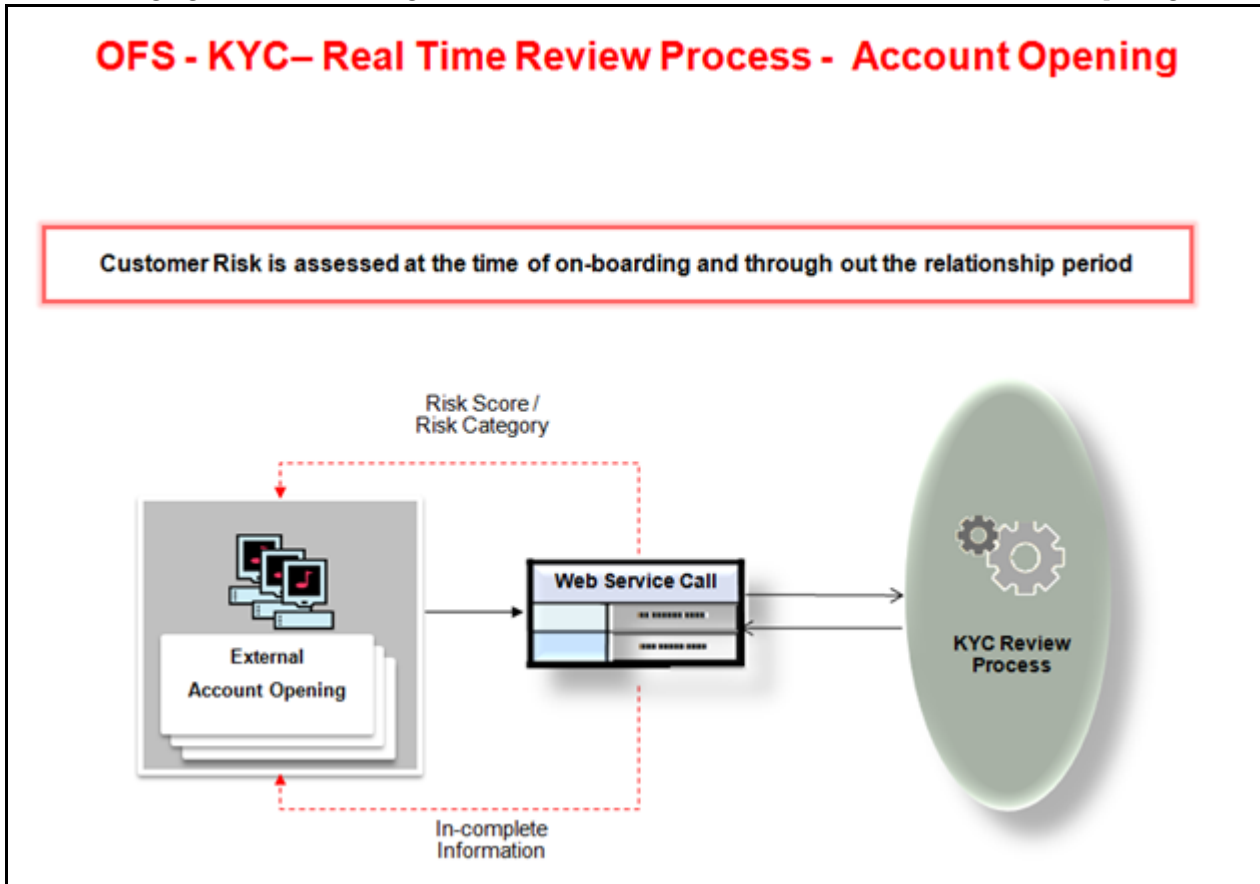 OFS - KYC– Real Time Review Process -  Account Opening
Customer Risk is assessed at the time of on-boarding and through out the relationship period
Risk Score /
Risk Category
Web Service Call
External
Account Opening
KYC Review
Process
In-complete
Information